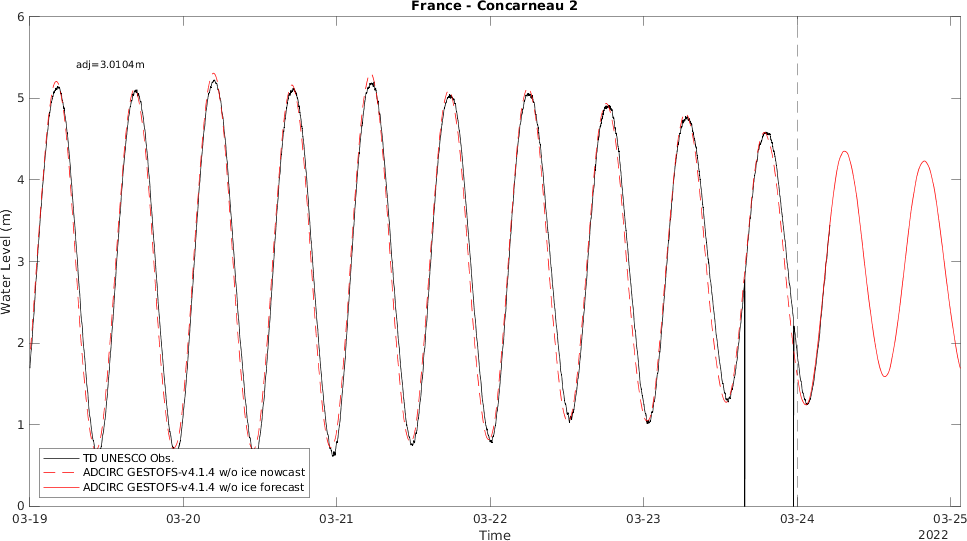 France - Concarneau 2
6
adj=3.0104m
5
4
3
2
1
0
Water Level (m)
TD UNESCO Obs.
ADCIRC GESTOFS-v4.1.4 w/o ice nowcast
ADCIRC GESTOFS-v4.1.4 w/o ice forecast
03-19 03-20 03-21 03-22 03-23 03-24 03-25
Time
2022